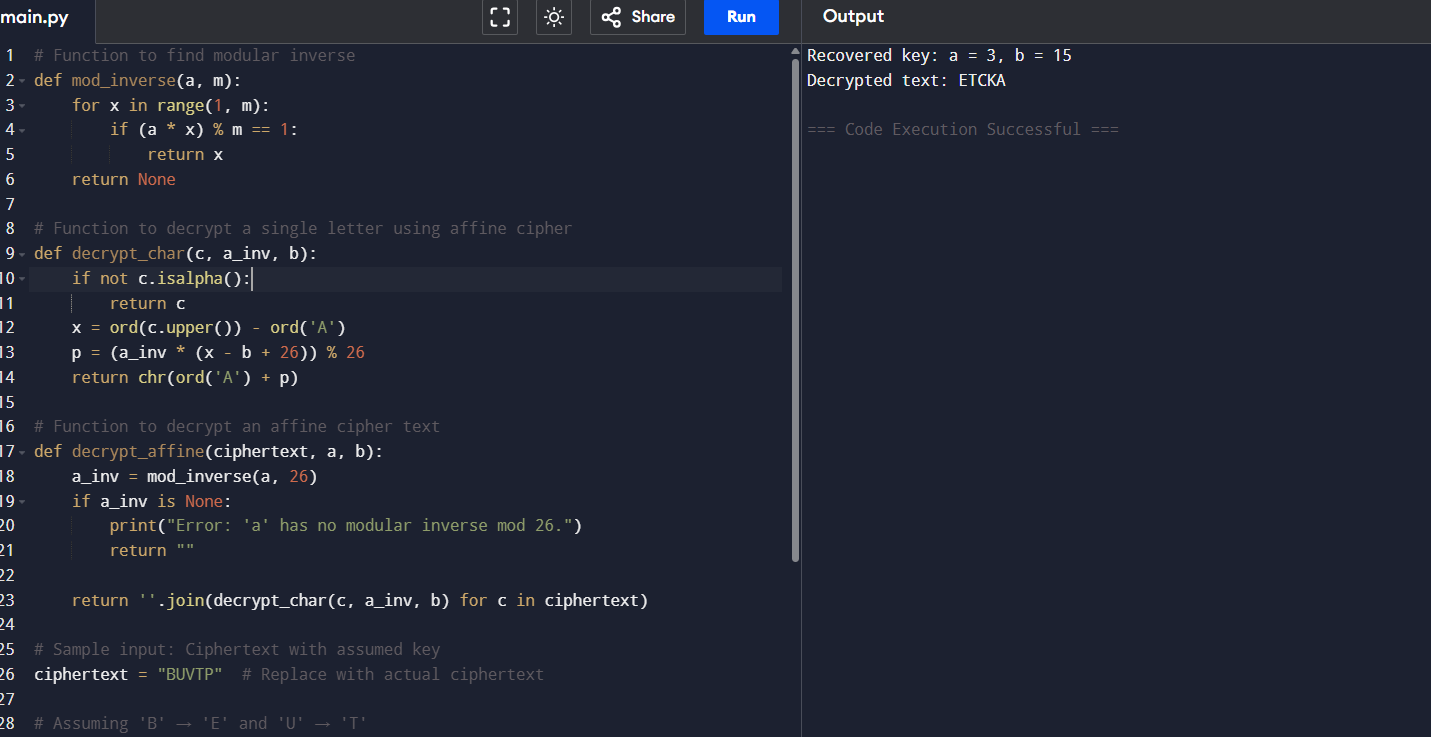 main.py
Share
Run
Output
1 # Function to find modular inverse
2 def mod_inverse(a, m):
3     for x in range(1, m):
4         if (a * x) % m == 1:
5             return x
6     return None
7
8 # Function to decrypt a single letter using affine cipher
9 def decrypt_char(c, a_inv, b):
10     if not c.isalpha():
11         return c
12     x = ord(c.upper()) - ord('A')
13     p = (a_inv * (x - b + 26)) % 26
14     return chr(ord('A') + p)
15
16 # Function to decrypt an affine cipher text
17 def decrypt_affine(ciphertext, a, b):
18     a_inv = mod_inverse(a, 26)
19     if a_inv is None:
20         print("Error: 'a' has no modular inverse mod 26.")
21         return ""
22
23     return ''.join(decrypt_char(c, a_inv, b) for c in ciphertext)
24
25 # Sample input: Ciphertext with assumed key
26 ciphertext = "BUVTP"  # Replace with actual ciphertext
27
28 # Assuming 'B' → 'E' and 'U' → 'T'
Recovered key: a = 3, b = 15
Decrypted text: ETCKA
=== Code Execution Successful ===